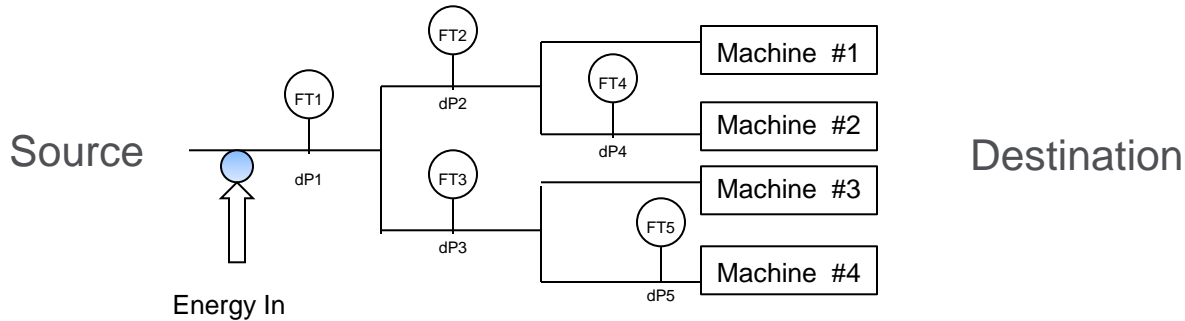 FT2
Machine  #1
FT1
FT4
dP2
Machine  #2
Source
dP4
Destination
dP1
FT3
Machine  #3
FT5
dP3
Machine  #4
dP5
Energy In